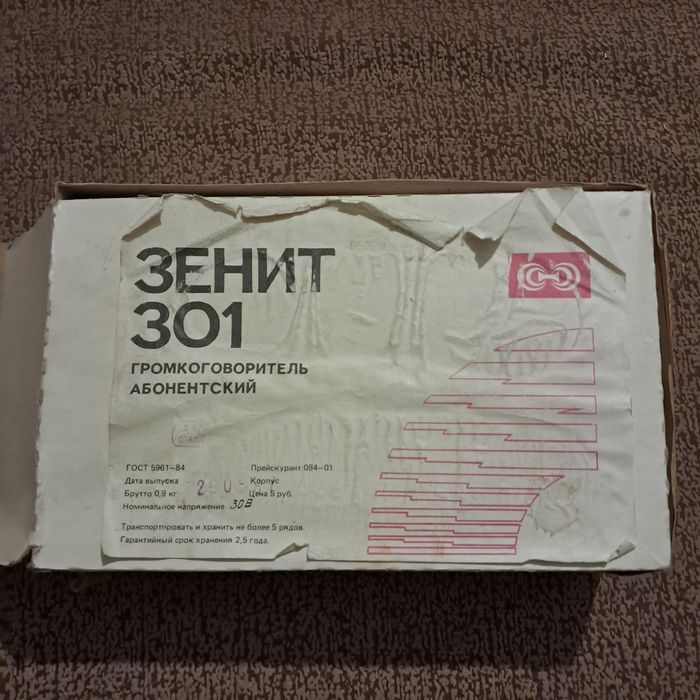 ЗЕНИТ
301
ГРОМКОГОВОРИТЕЛЬ
АБОНЕНТСКИЙ
ГОСТ 5961—84 Прейскурант 084—01
Дата выпуска Корпус
Брутто 0,9 кг Цена 5 руб.
Номинальное напряжение 30В
Транспортировать и хранить не более 5 рядов.
Гарантийный срок хранения 2,5 года.